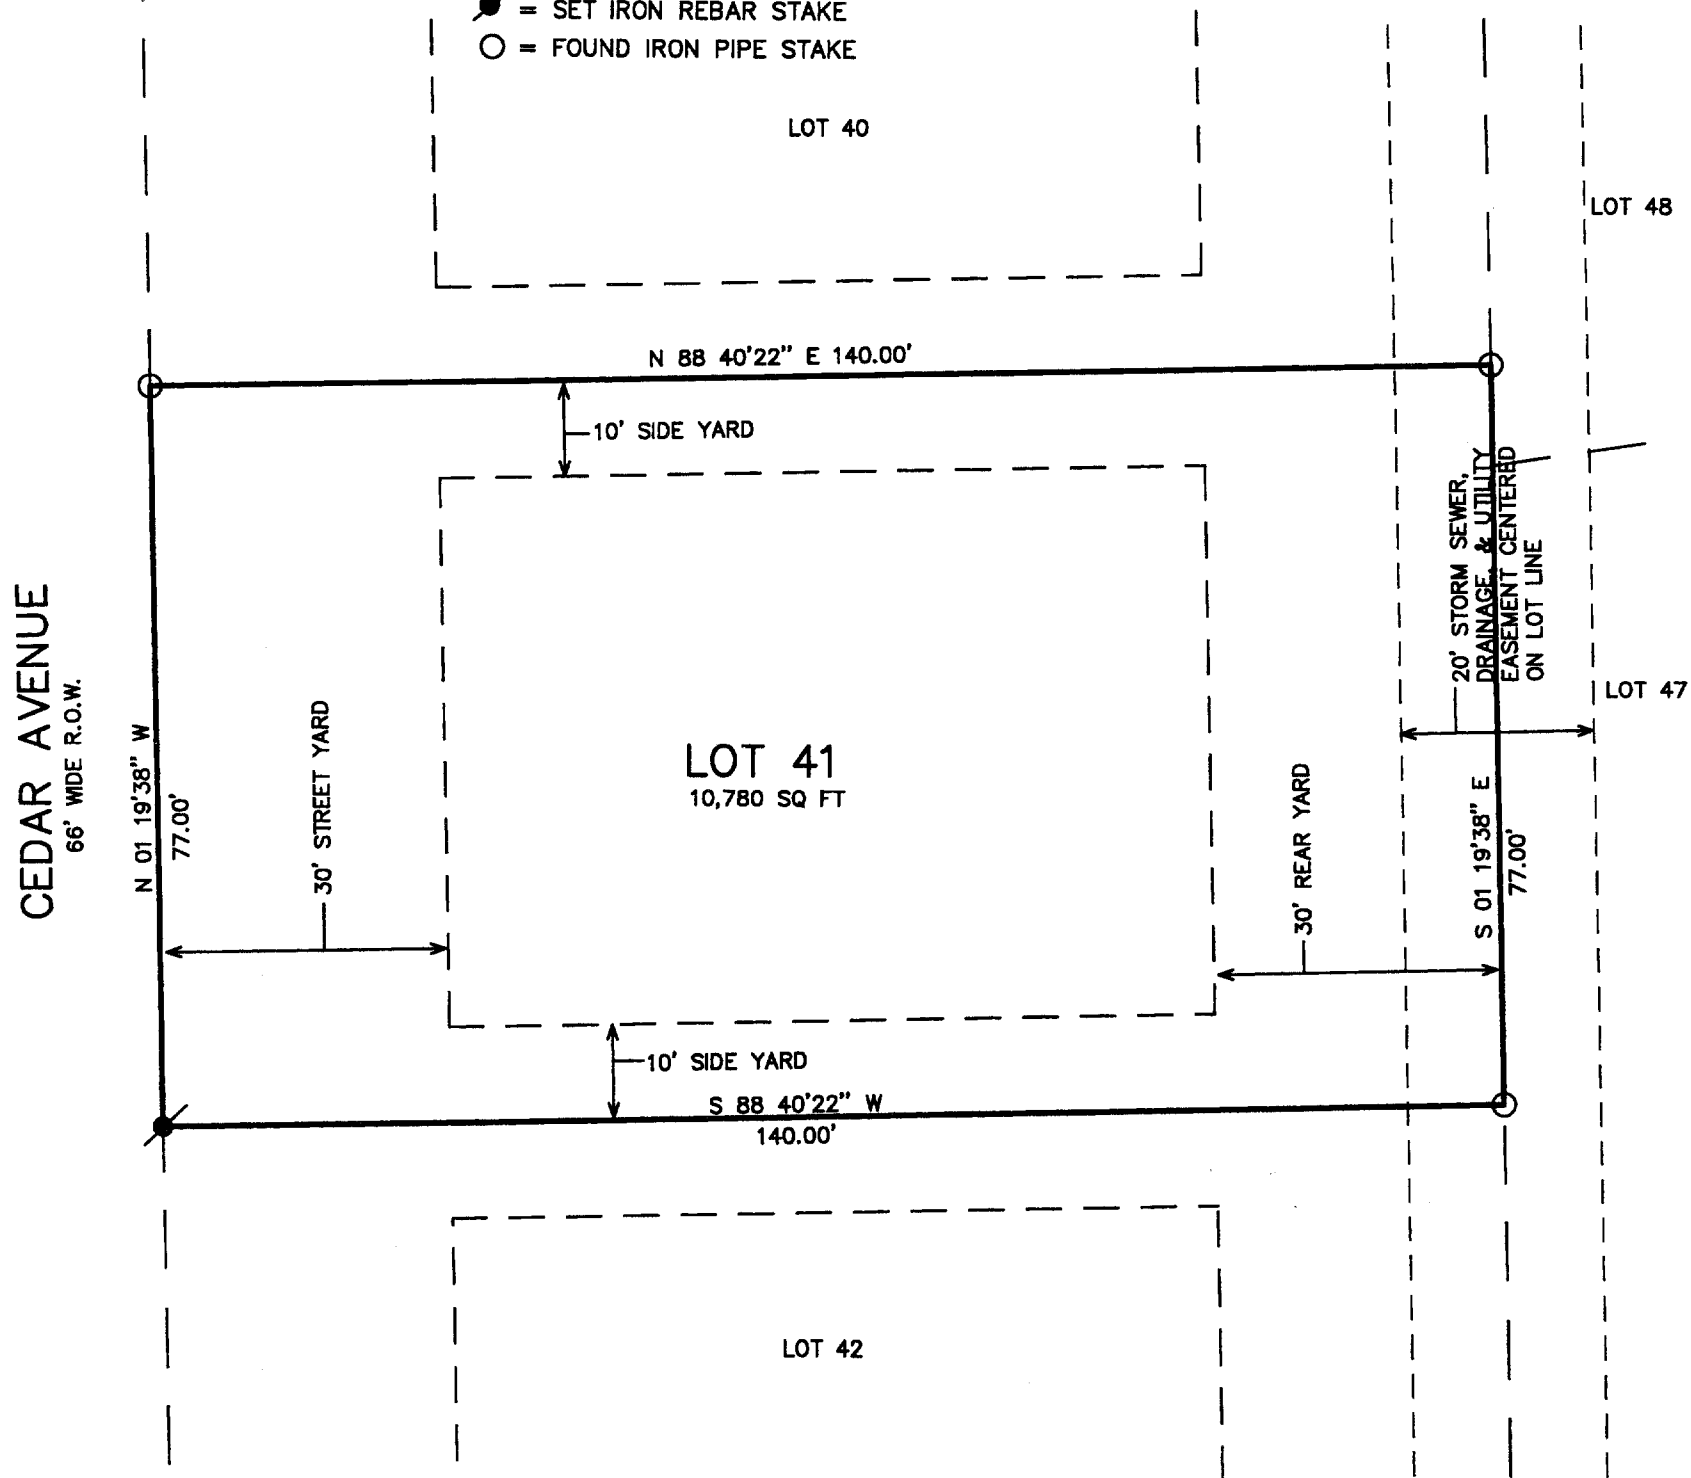 = SET IRON REBAR STAKE
= FOUND IRON PIPE STAKE
LOT 40
LOT 48
N 88 40'22" E 140.00'
10' SIDE YARD
20' STORM SEWER,
DRAINAGE, & UTILITY
EASEMENT CENTERED
ON LOT LINE
LOT 47
CEDAR AVENUE
66' WIDE R.O.W.
N 01 19'38" W
77.00'
30' STREET YARD
LOT 41
10,780 SQ FT
30' REAR YARD
S 01 19'38" E
77.00'
10' SIDE YARD
S 88 40'22" W
140.00'
LOT 42